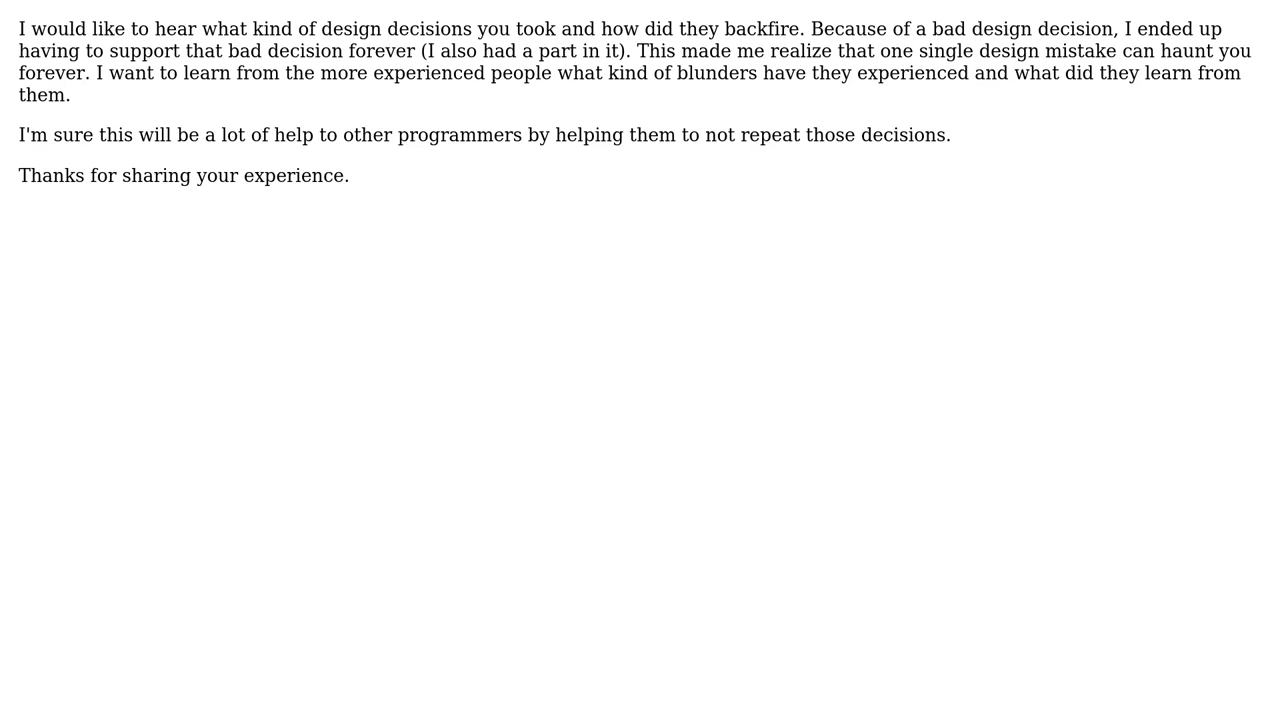 I would like to hear what kind of design decisions you took and how did they backfire. Because of a bad design decision, I ended up
having to support that bad decision forever (I also had a part in it). This made me realize that one single design mistake can haunt you
forever. I want to learn from the more experienced people what kind of blunders have they experienced and what did they learn from
them.
I'm sure this will be a lot of help to other programmers by helping them to not repeat those decisions.
Thanks for sharing your experience.